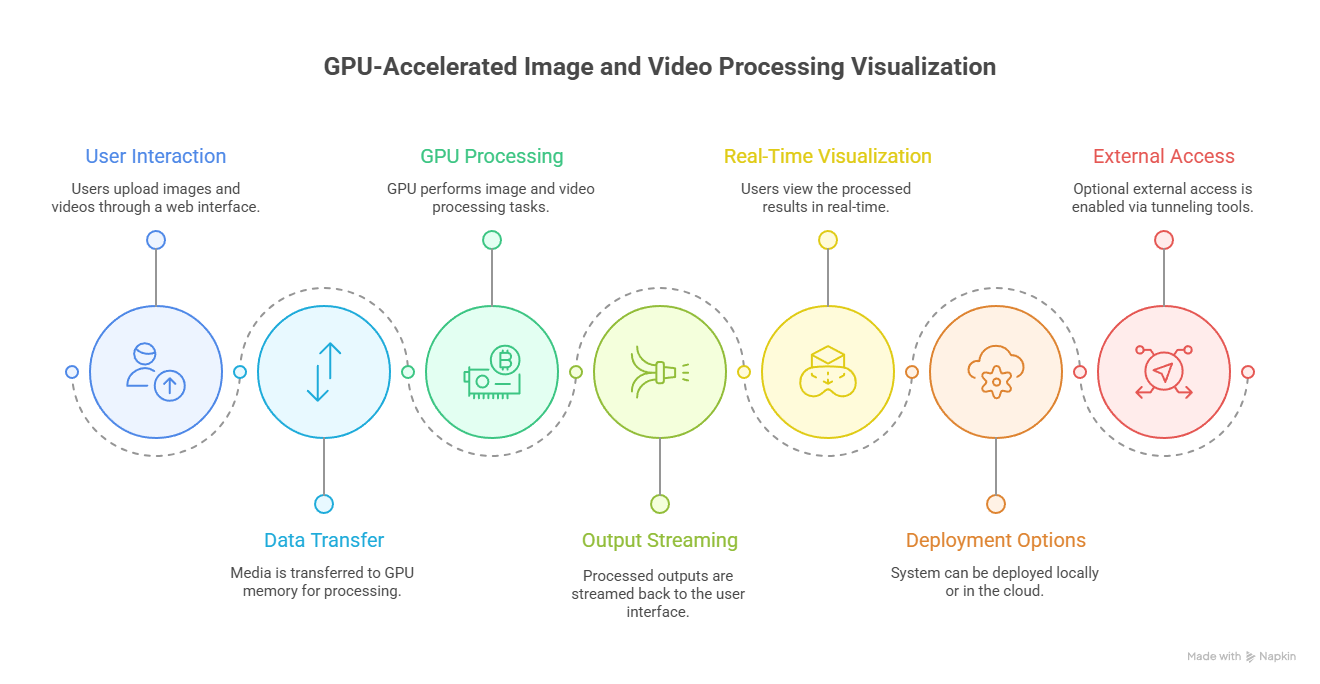 GPU-Accelerated Image and Video Processing Visualization
User Interaction
Users upload images and
videos through a web interface.
GPU Processing
GPU performs image and video
processing tasks.
Real-Time Visualization
Users view the processed
results in real-time.
External Access
Optional external access is
enabled via tunneling tools.
Data Transfer
Media is transferred to GPU
memory for processing.
Output Streaming
Processed outputs are
streamed back to the user
interface.
Deployment Options
System can be deployed locally
or in the cloud.
Made with Napkin